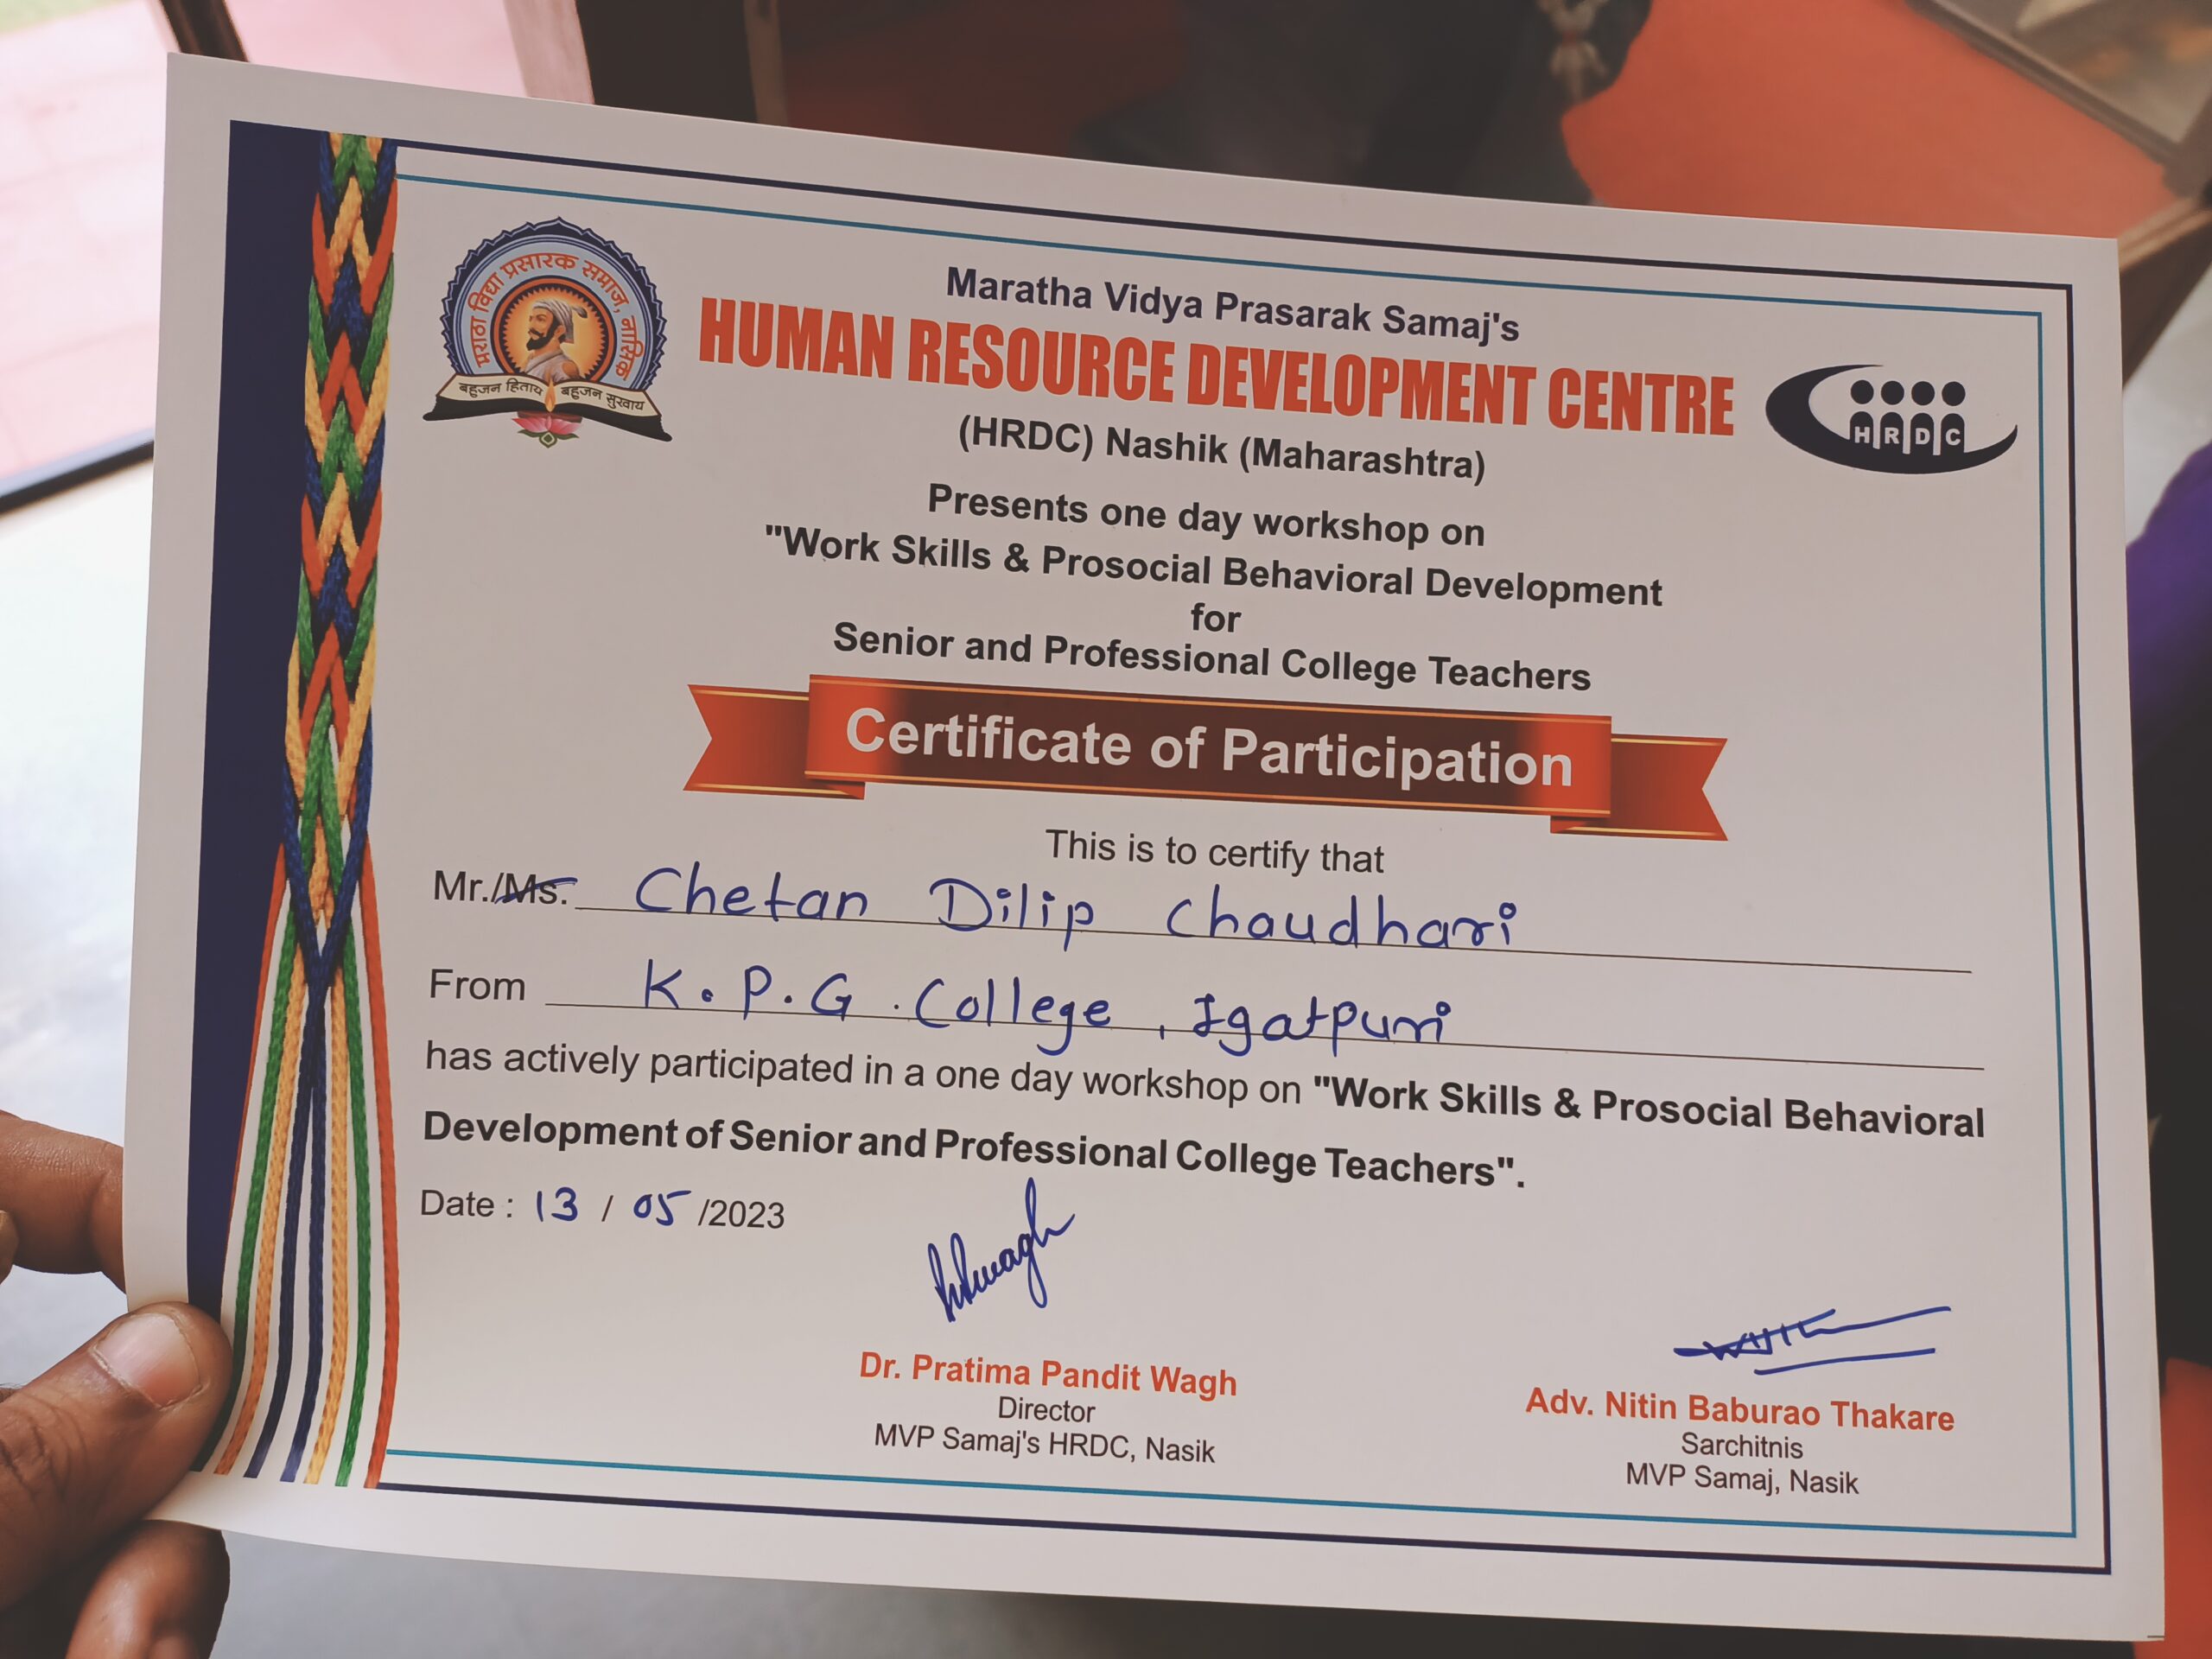 मराठा विद्या प्रसारक समाज, नाशिक
बहुजन हिताय बहुजन सुखाय
Maratha Vidya Prasarak Samaj's
HUMAN RESOURCE DEVELOPMENT CENTRE
HRDC
(HRDC) Nashik (Maharashtra)
Presents one day workshop on
"Work Skills & Prosocial Behavioral Development
for
Senior and Professional College Teachers
Certificate of Participation
This is to certify that
Mr./Ms. Chetan Dilip Chaudhari
From K.P.G. College, Igatpuri
has actively participated in a one day workshop on "Work Skills & Prosocial Behavioral
Development of Senior and Professional College Teachers".
Date : 13 / 05 /2023
Dr. Pratima Pandit Wagh
Director
MVP Samaj's HRDC, Nasik
Adv. Nitin Baburao Thakare
Sarchitnis
MVP Samaj, Nasik